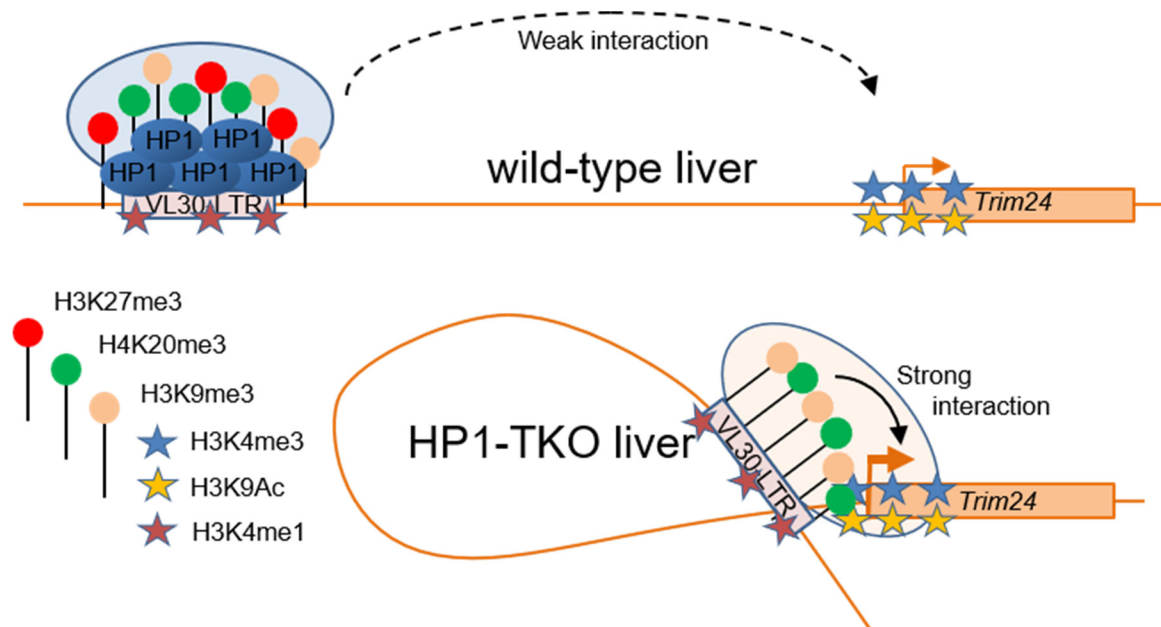 Weak interaction
HP1 HP1
HP1 HP1 HP1
VL30 LTR
wild-type liver
Trim24
H3K27me3
H4K20me3
H3K9me3
H3K4me3
H3K9Ac
H3K4me1
HP1-TKO liver
VL30 LTR
Strong
interaction
Trim24